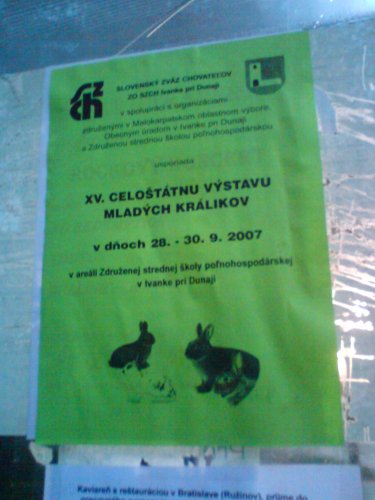 SZCH
SLOVENSKÝ ZVÄZ CHOVATEĽOV
ZO SZCH Ivanke pri Dunaji
v spolupráci s organizáciami
združenými v Malokarpatskom oblastnom výbore,
Obecným úradom v Ivanke pri Dunaji
a Združenou strednou školou poľnohospodárskou
usporiada
XV. CELOŠTÁTNU VÝSTAVU
MLADÝCH KRÁLIKOV
v dňoch 28. - 30. 9. 2007
v areáli Združenej strednej školy poľnohospodárskej
v Ivanke pri Dunaji
Kaviareň s reštauráciou v Bratislave (Ružinov), prijme do